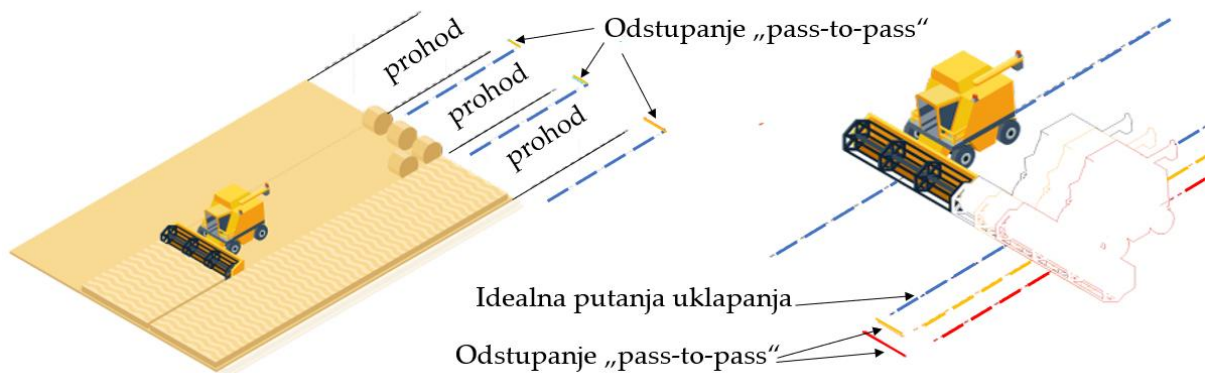 Odstupanje „pass-to-pass“
prohod
prohod
prohod
Idealna putanja uklapanja
Odstupanje „pass-to-pass“